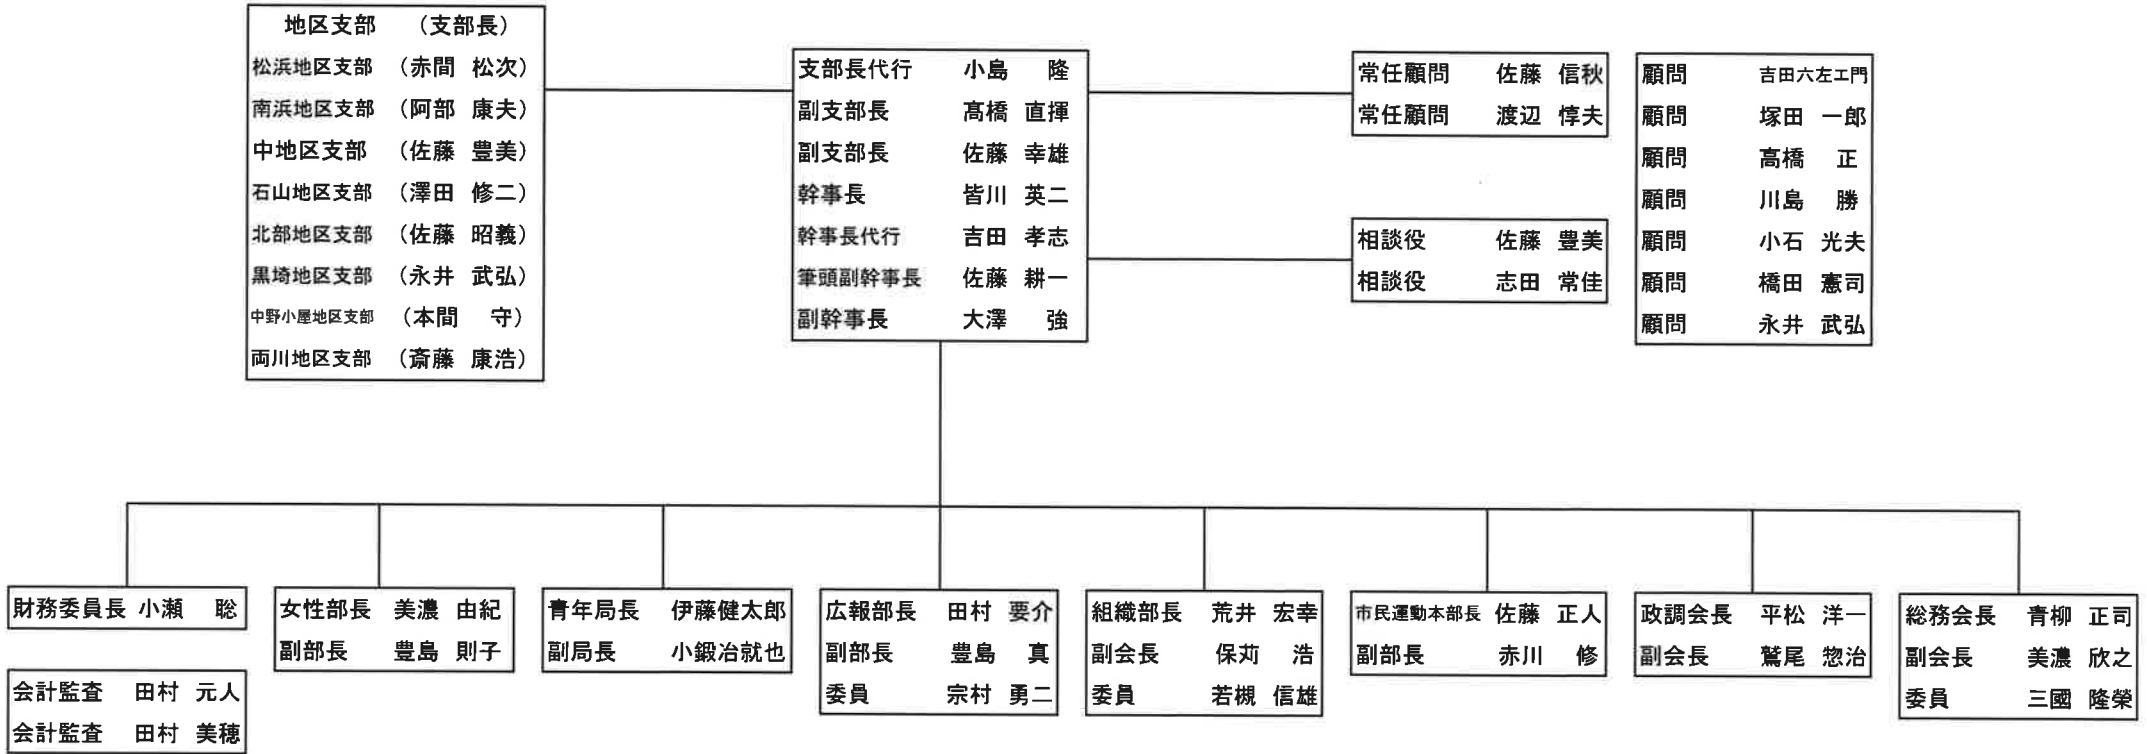 地区支部 （支部長）
松浜地区支部 （赤間 松次）
南浜地区支部 （阿部 康夫）
中地区支部 （佐藤 豊美）
石山地区支部 （澤田 修二）
北部地区支部 （佐藤 昭義）
黒埼地区支部 （永井 武弘）
中野小屋地区支部 （本間 守）
両川地区支部 （斎藤 康浩）
支部長代行 小島 隆
副支部長 髙橋 直揮
副支部長 佐藤 幸雄
幹事長 皆川 英二
幹事長代行 吉田 孝志
筆頭副幹事長 佐藤 耕一
副幹事長 大澤 強
常任顧問 佐藤 信秋
常任顧問 渡辺 惇夫
相談役 佐藤 豊美
相談役 志田 常佳
顧問 吉田六左エ門
顧問 塚田 一郎
顧問 高橋 正
顧問 川島 勝
顧問 小石 光夫
顧問 橋田 憲司
顧問 永井 武弘
財務委員長 小瀬 聡
会計監査 田村 元人
会計監査 田村 美穂
女性部長 美濃 由紀
副部長 豊島 則子
青年局長 伊藤健太郎
副局長 小鍛冶就也
広報部長 田村 要介
副部長 豊島 真
委員 宗村 勇二
組織部長 荒井 宏幸
副会長 保苅 浩
委員 若槻 信雄
市民運動本部長 佐藤 正人
副部長 赤川 修
政調会長 平松 洋一
副会長 鷲尾 惣治
総務会長 青柳 正司
副会長 美濃 欣之
委員 三國 隆榮